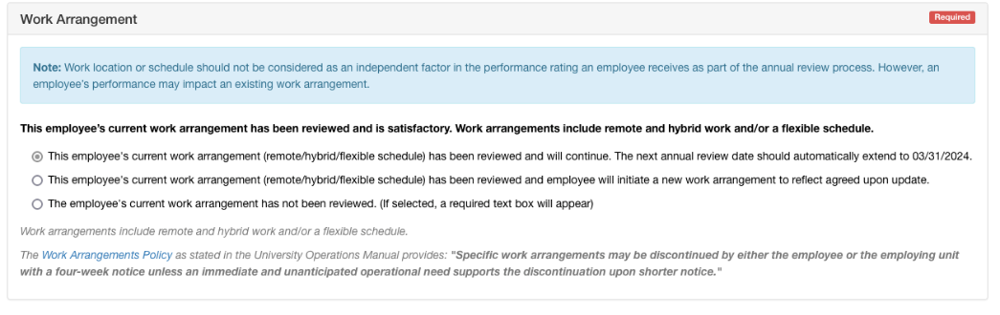 Work Arrangement
Required
Note: Work location or schedule should not be considered as an independent factor in the performance rating an employee receives as part of the annual review process. However, an
employee's performance may impact an existing work arrangement.
This employee's current work arrangement has been reviewed and is satisfactory. Work arrangements include remote and hybrid work and/or a flexible schedule.
This employee's current work arrangement (remote/hybrid/flexible schedule) has been reviewed and will continue. The next annual review date should automatically extend to 03/31/2024.
This employee's current work arrangement (remote/hybrid/flexible schedule) has been reviewed and employee will initiate a new work arrangement to reflect agreed upon update.
The employee's current work arrangement has not been reviewed. (If selected, a required text box will appear)
Work arrangements include remote and hybrid work and/or a flexible schedule.
The Work Arrangements Policy as stated in the University Operations Manual provides: "Specific work arrangements may be discontinued by either the employee or the employing unit
with a four-week notice unless an immediate and unanticipated operational need supports the discontinuation upon shorter notice."